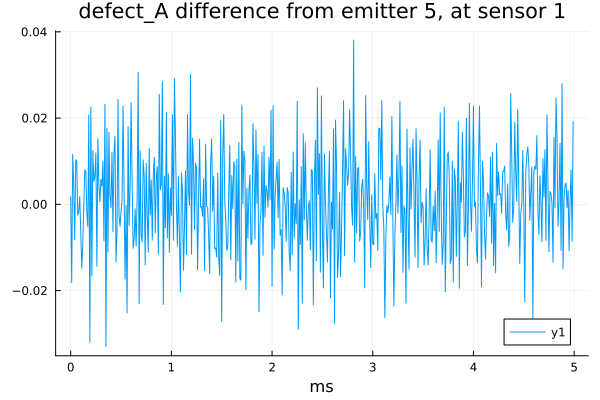 defect_A difference from emitter 5, at sensor 1
0.04
0.02
0.00
−0.02
y1
0 1 2 3 4 5
ms